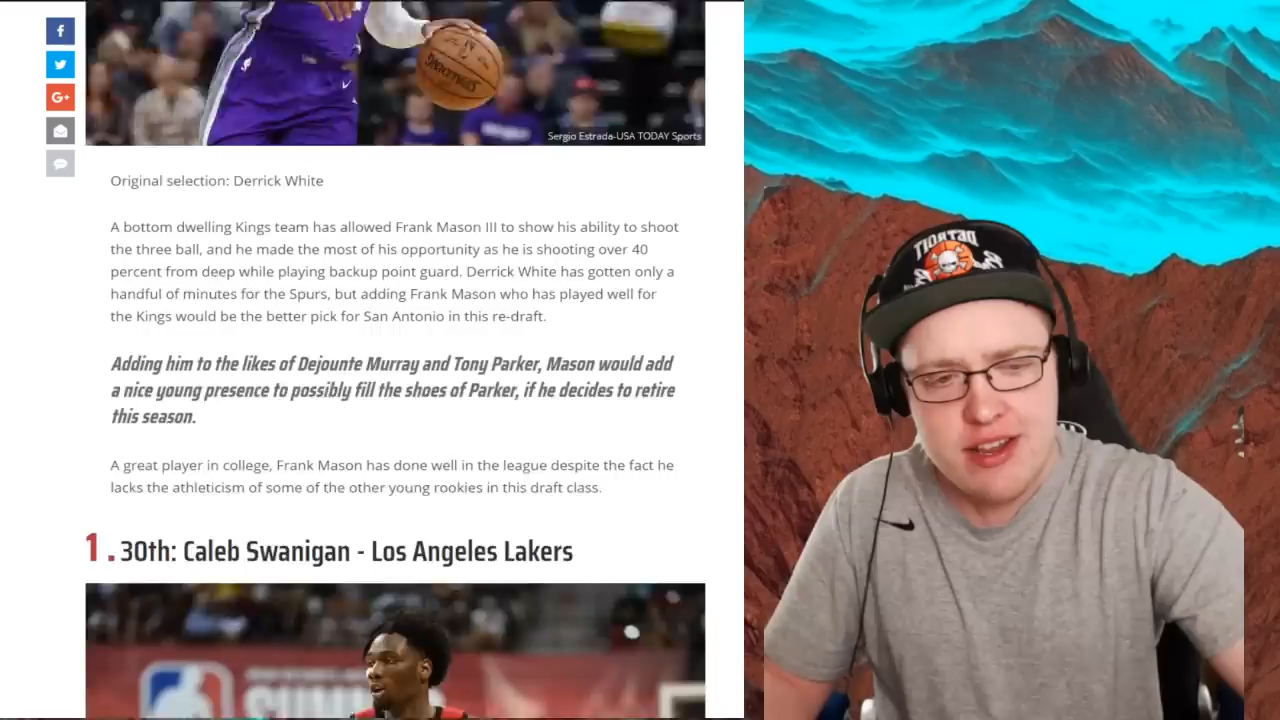 Sergio Estrada-USA TODAY Sports
Original selection: Derrick White
A bottom dwelling Kings team has allowed Frank Mason III to show his ability to shoot
the three ball, and he made the most of his opportunity as he is shooting over 40
percent from deep while playing backup point guard. Derrick White has gotten only a
handful of minutes for the Spurs, but adding Frank Mason who has played well for
the Kings would be the better pick for San Antonio in this re-draft.
Adding him to the likes of Dejounte Murray and Tony Parker, Mason would add
a nice young presence to possibly fill the shoes of Parker, if he decides to retire
this season.
A great player in college, Frank Mason has done well in the league despite the fact he
lacks the athleticism of some of the other young rookies in this draft class.
1. 30th: Caleb Swanigan - Los Angeles Lakers
f
G+
SPALDING
DETROIT
NBA
SUMMER